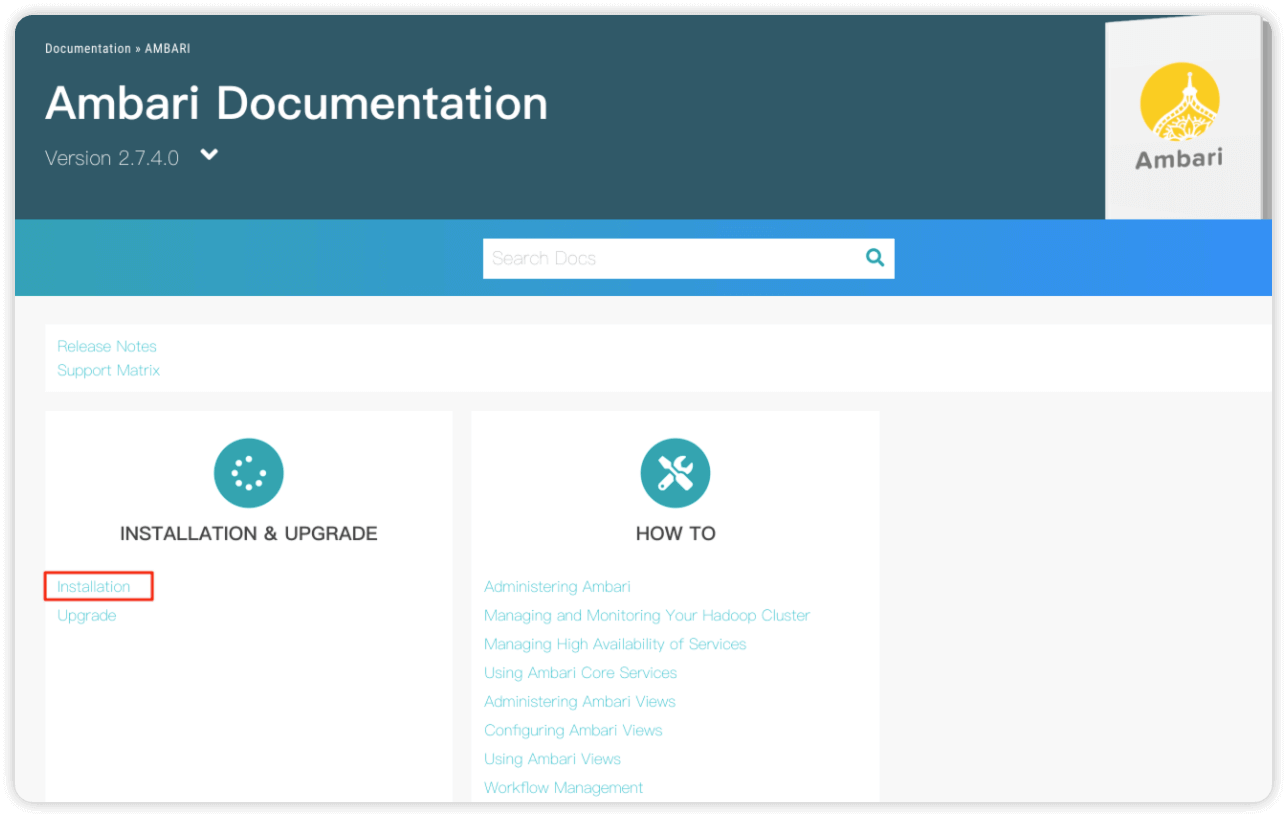 Documentation » AMBARI
Ambari Documentation
Version 2.7.4.0
Ambari
Search Docs
Release Notes
Support Matrix
INSTALLATION & UPGRADE
Installation
Upgrade
HOW TO
Administering Ambari
Managing and Monitoring Your Hadoop Cluster
Managing High Availability of Services
Using Ambari Core Services
Administering Ambari Views
Configuring Ambari Views
Using Ambari Views
Workflow Management